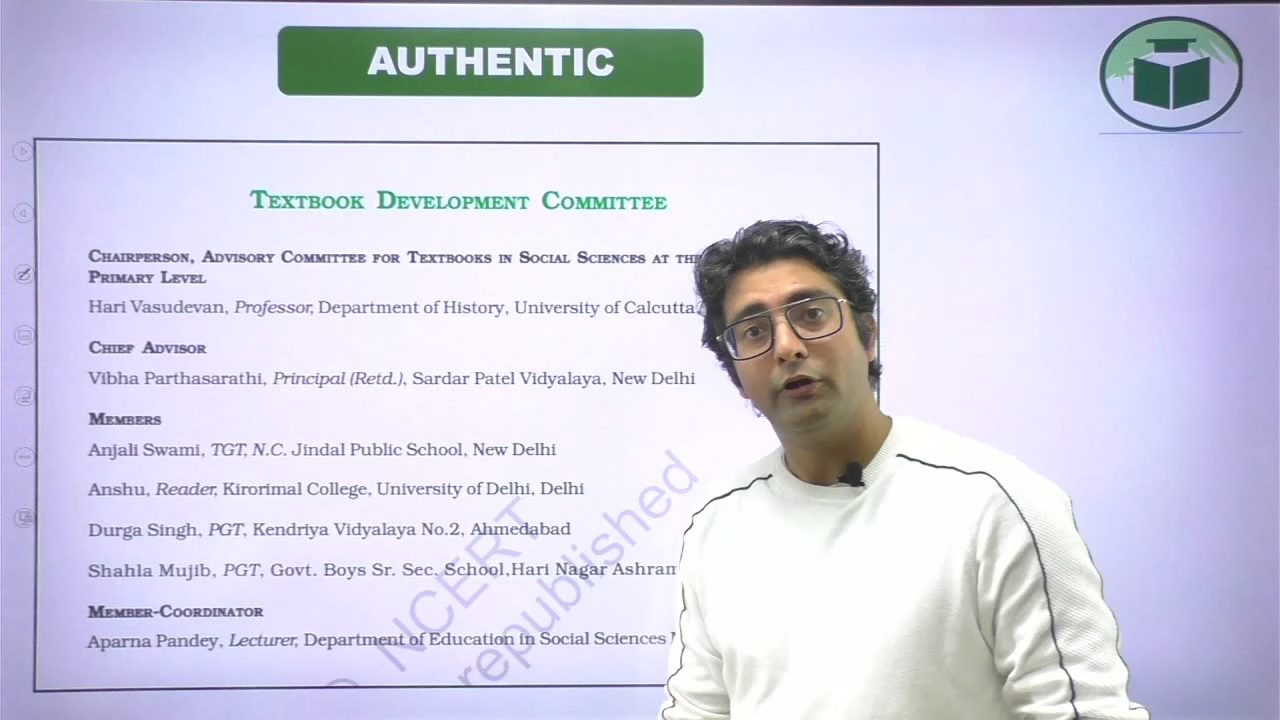 AUTHENTIC
TEXTBOOK DEVELOPMENT COMMITTEE
CHAIRPERSON, ADVISORY COMMITTEE FOR TEXTBOOKS IN SOCIAL SCIENCES AT THE
PRIMARY LEVEL
Hari Vasudevan, Professor, Department of History, University of Calcutta,
CHIEF ADVISOR
Vibha Parthasarathi, Principal (Retd.), Sardar Patel Vidyalaya, New Delhi
MEMBERS
Anjali Swami, TGT, N.C. Jindal Public School, New Delhi
Anshu, Reader, Kirorimal College, University of Delhi, Delhi
Durga Singh, PGT, Kendriya Vidyalaya No.2, Ahmedabad
Shahla Mujib, PGT, Govt. Boys Sr. Sec. School,Hari Nagar Ashram
MEMBER-COORDINATOR
Aparna Pandey, Lecturer, Department of Education in Social Sciences
NCERT
republished